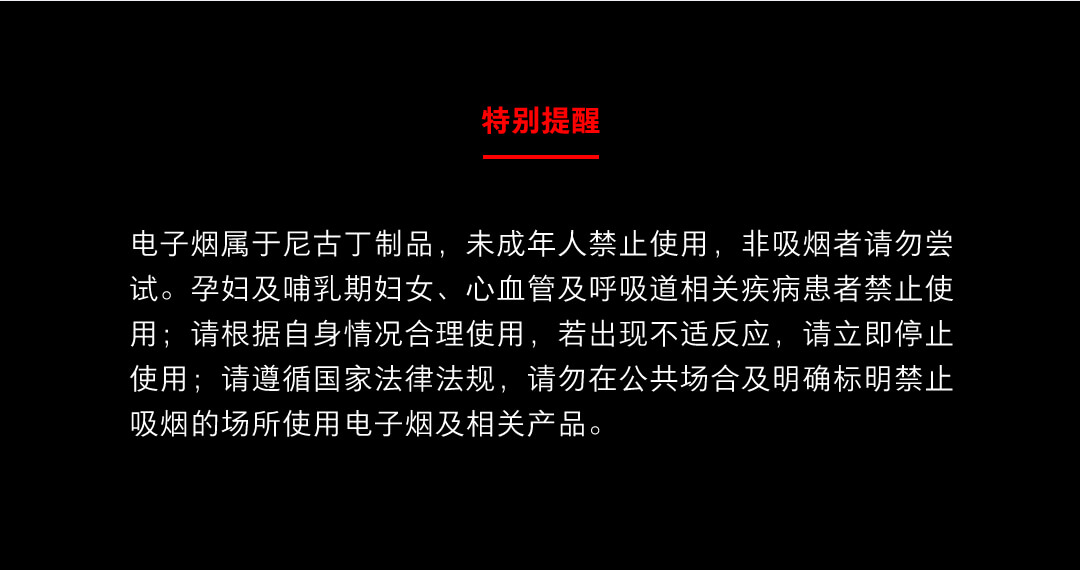 特别提醒
电子烟属于尼古丁制品，未成年人禁止使用，非吸烟者请勿尝
试。孕妇及哺乳期妇女、心血管及呼吸道相关疾病患者禁止使
用；请根据自身情况合理使用，若出现不适反应，请立即停止
使用；请遵循国家法律法规，请勿在公共场合及明确标明禁止
吸烟的场所使用电子烟及相关产品。